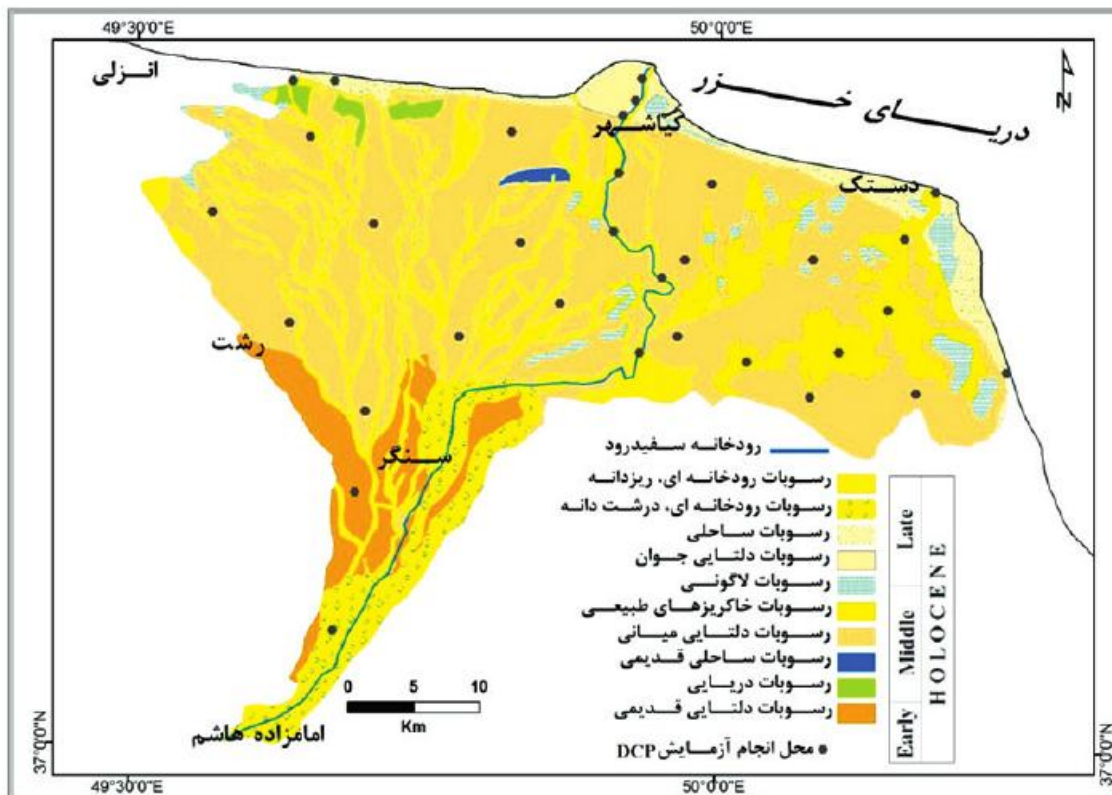 49°30'0"E
50°0'0"E
انزلی
دریای خزر
کیاشهر
دستک
رشت
سنگر
امامزاده هاشم
رودخانه سفیدرود
رسوبات رودخانه ای، ریزدانه
رسوبات رودخانه ای، درشت دانه
رسوبات ساحلی
رسوبات دلتایی جوان
رسوبات لاگونی
رسوبات خاکریزهای طبیعی
رسوبات دلتایی میانی
رسوبات ساحلی قدیمی
رسوبات دریایی
رسوبات دلتایی قدیمی
محل انجام آزمایش DCP
Late
Middle
Early
HOLOCENE
0 5 10
Km
N
37°0'0"N
37°0'0"N
49°30'0"E
50°0'0"E